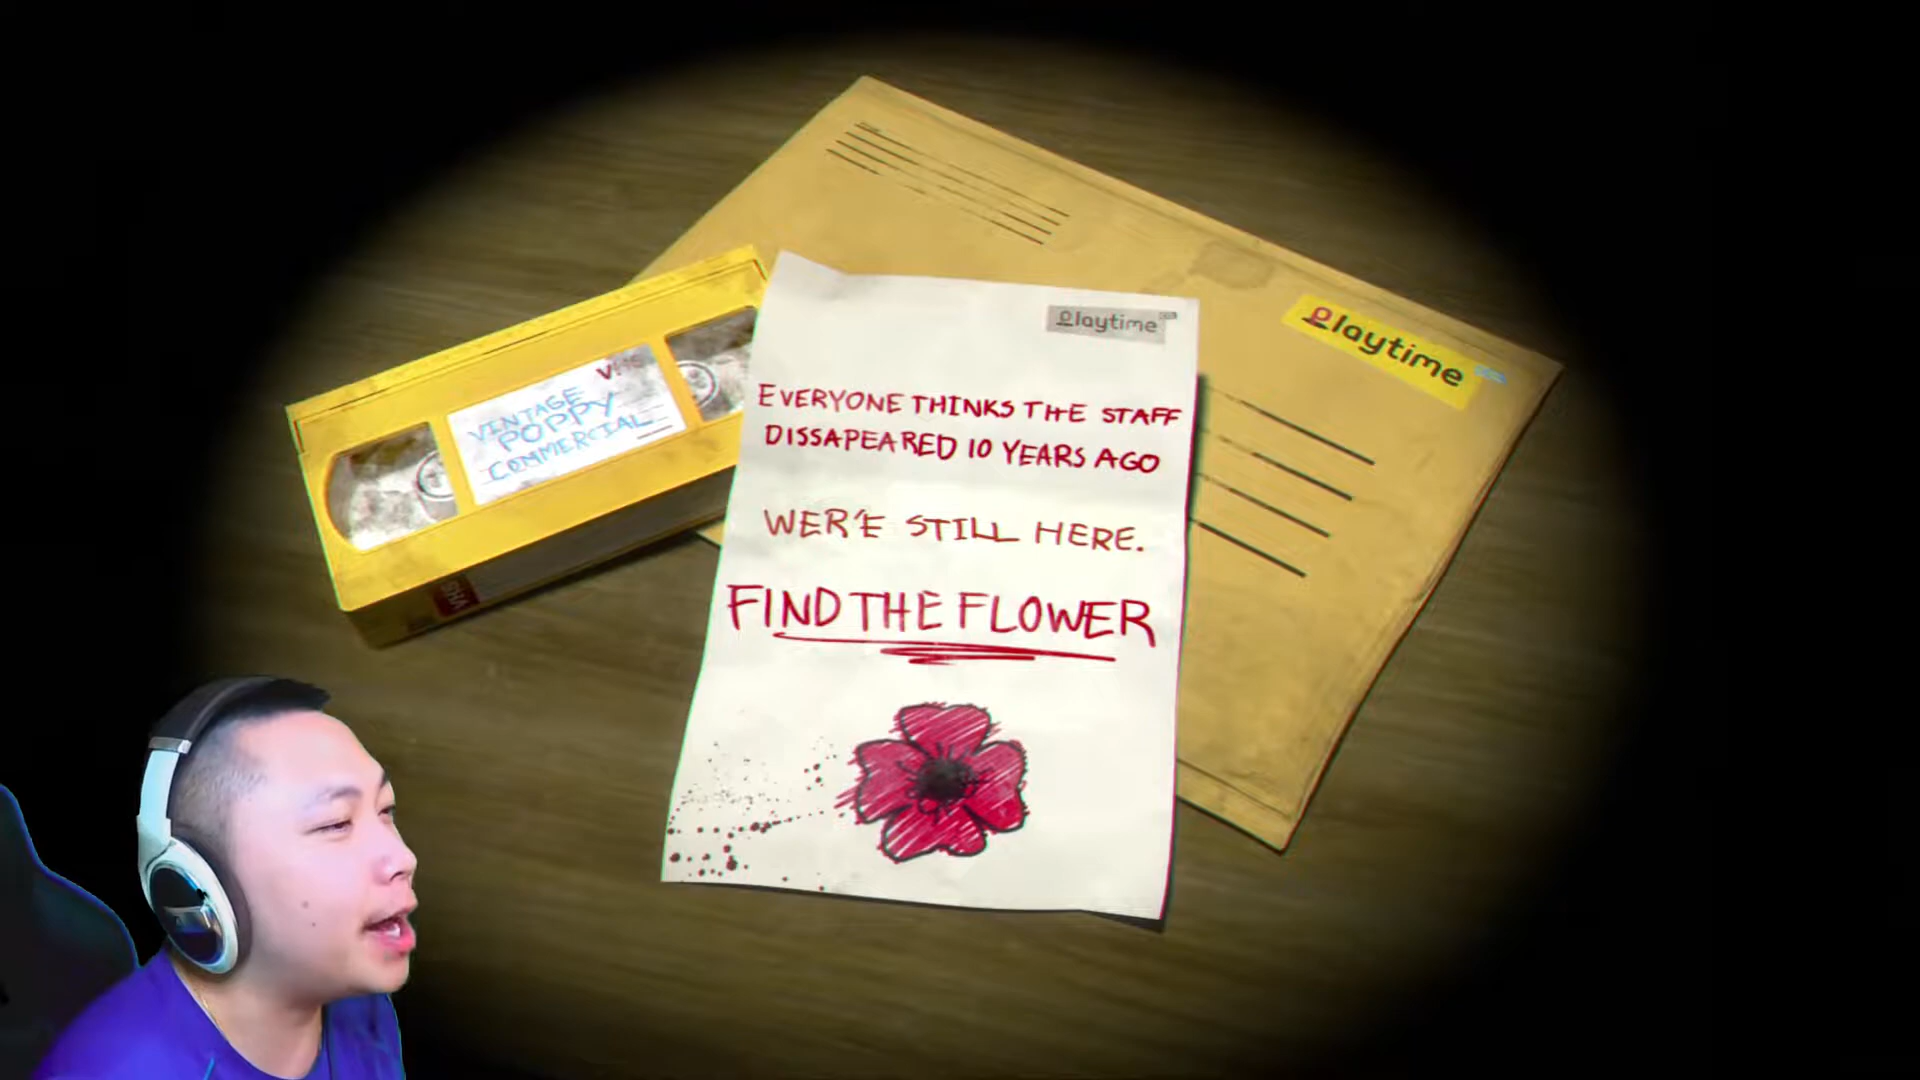 Playtime
Playtime
VHS
VINTAGE
POPPY
COMMERCIAL
EVERYONE THINKS THE STAFF
DISSAPEARED 10 YEARS AGO
WER'E STILL HERE.
FIND THE FLOWER
VHS